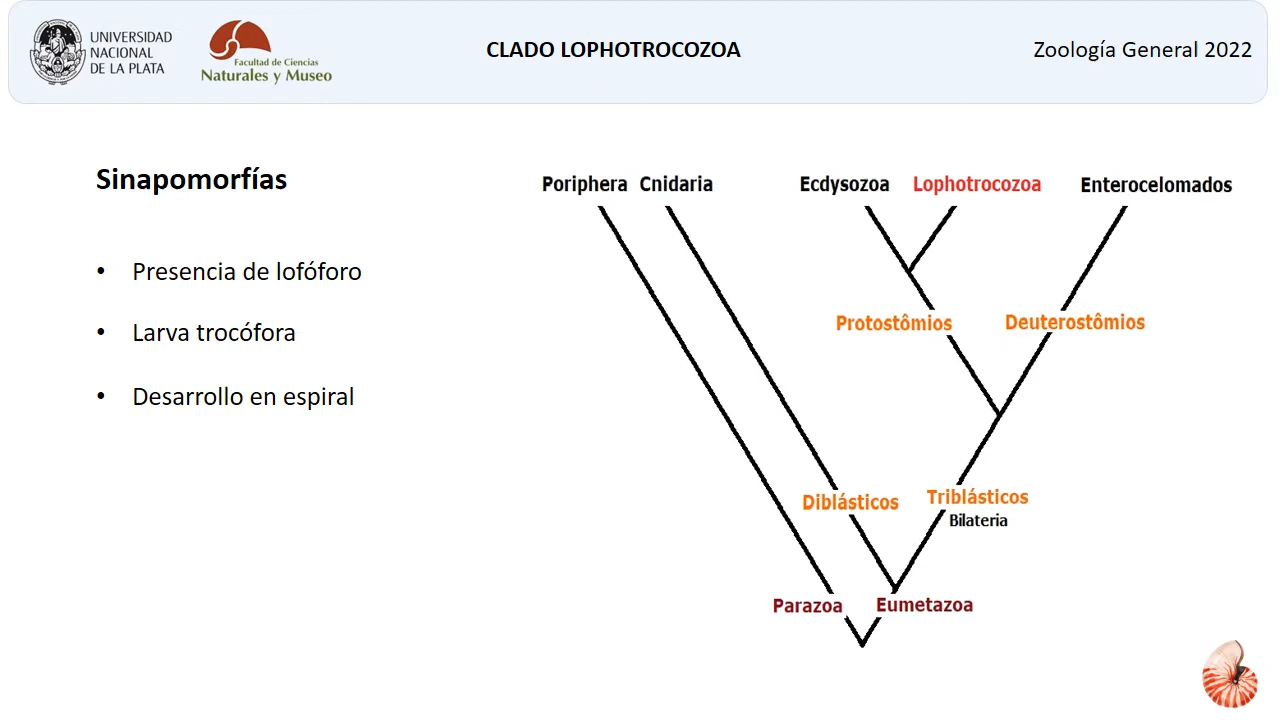 UNIVERSIDAD
NACIONAL
DE LA PLATA
Facultad de Ciencias
Naturales y Museo
CLADO LOPHOTROCOZOA
Zoología General 2022
Sinapomorfías
• Presencia de lofóforo
• Larva trocófora
• Desarrollo en espiral
Poriphera Cnidaria Ecdysozoa Lophotrocozoa Enterocelomados
Protostômios Deuterostômios
Diblásticos Triblásticos
Bilateria
Parazoa Eumetazoa